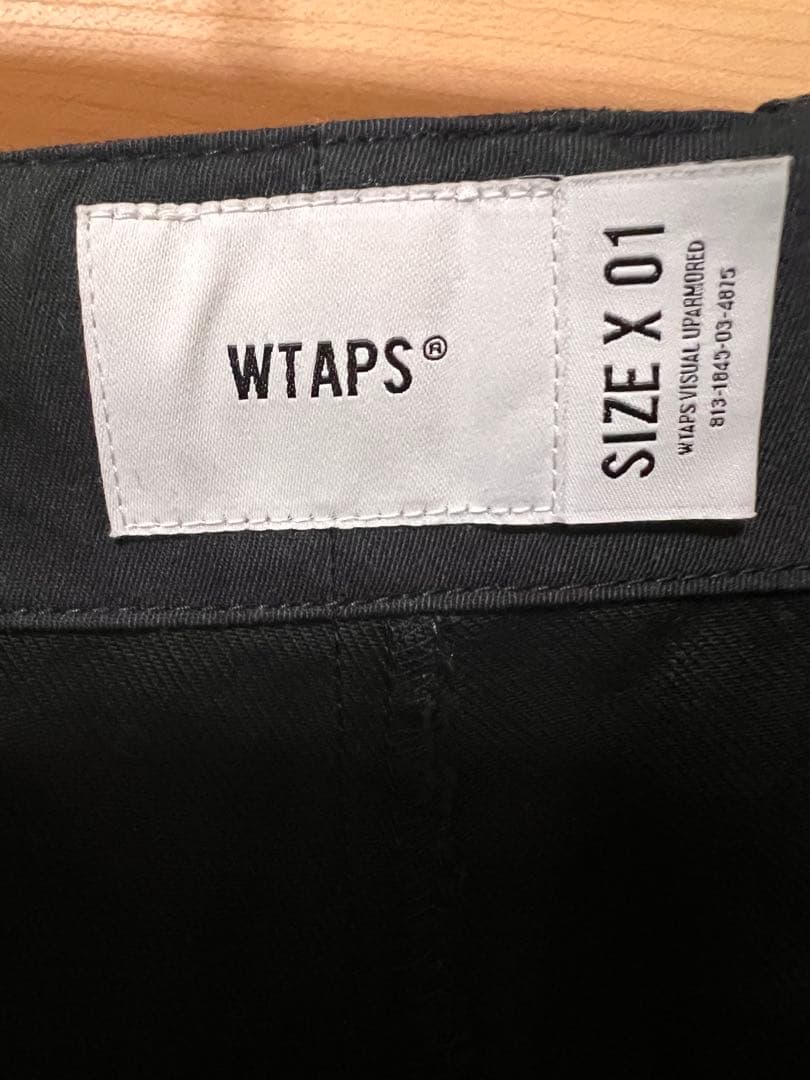 WTAPS®
SIZE X 01
WTAPS VISUAL UPARMORED
813-1845-03-4875